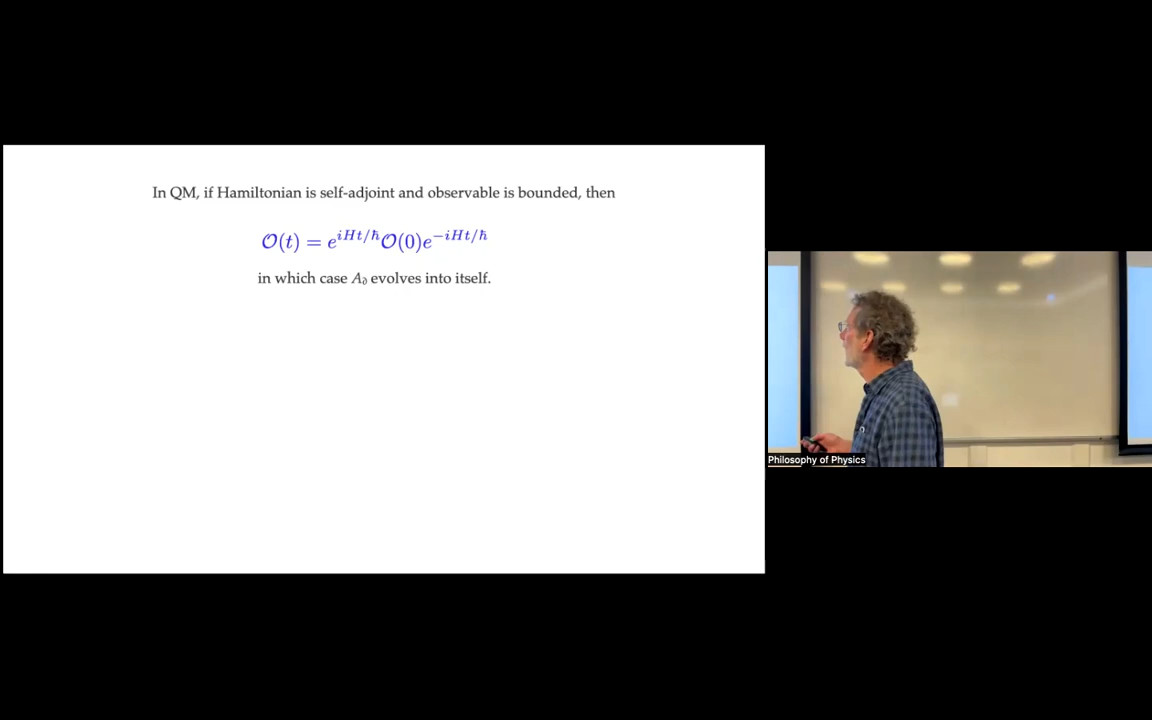 In QM, if Hamiltonian is self-adjoint and observable is bounded, then
𝒪(t) = e^{iHt/ħ}𝒪(0)e^{−iHt/ħ}
in which case A_∂ evolves into itself.
Philosophy of Physics